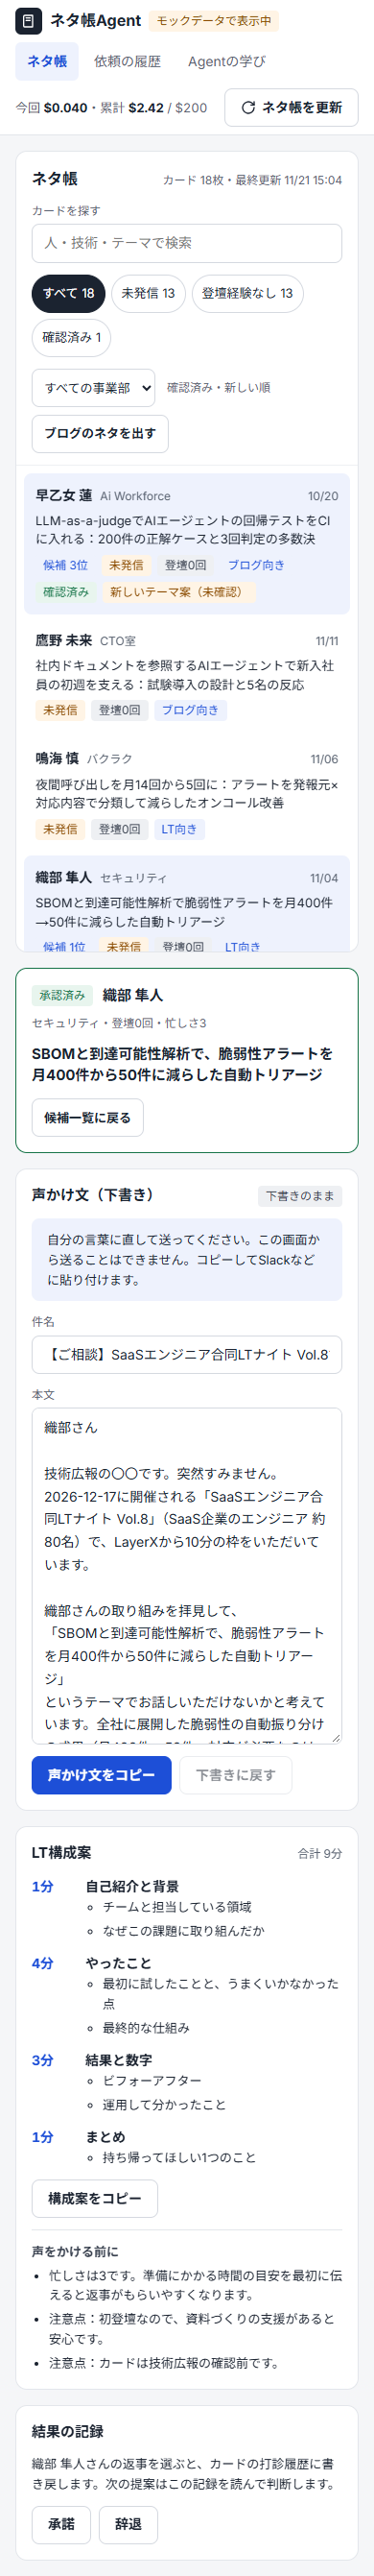 ネタ帳Agent モックデータで表示中
ネタ帳 依頼の履歴 Agentの学び
今回 $0.040・累計 $2.42 / $200 ネタ帳を更新
ネタ帳 カード 18枚・最終更新 11/21 15:04
カードを探す
人・技術・テーマで検索
すべて 18 未発信 13 登壇経験なし 13
確認済み 1
すべての事業部 確認済み・新しい順
ブログのネタを出す
早乙女 蓮 Ai Workforce 10/20
LLM-as-a-judgeでAIエージェントの回帰テストをCI
に入れる：200件の正解ケースと3回判定の多数決
候補 3位 未発信 登壇0回 ブログ向き
確認済み 新しいテーマ案（未確認）
鷹野 未来 CTO室 11/11
社内ドキュメントを参照するAIエージェントで新入社
員の初週を支える：試験導入の設計と5名の反応
未発信 登壇0回 ブログ向き
鳴海 慎 バクラク 11/06
夜間呼び出しを月14回から5回に：アラートを発報元×
対応内容で分類して減らしたオンコール改善
未発信 登壇0回 LT向き
織部 隼人 セキュリティ 11/04
SBOMと到達可能性解析で脆弱性アラートを月400件
→50件に減らした自動トリアージ
候補 1位 未発信 登壇0回 LT向き
承認済み 織部 隼人
セキュリティ・登壇0回・忙しさ3
SBOMと到達可能性解析で、脆弱性アラートを
月400件から50件に減らした自動トリアージ
候補一覧に戻る
声かけ文（下書き） 下書きのまま
自分の言葉に直して送ってください。この画面か
ら送ることはできません。コピーしてSlackなど
に貼り付けます。
件名
【ご相談】SaaSエンジニア合同LTナイト Vol.8
本文
織部さん
技術広報の〇〇です。突然すみません。
2026-12-17に開催される「SaaSエンジニア合
同LTナイト Vol.8」（SaaS企業のエンジニア 約
80名）で、LayerXから10分の枠をいただいて
います。
織部さんの取り組みを拝見して、
「SBOMと到達可能性解析で、脆弱性アラート
を月400件から50件に減らした自動トリアー
ジ」
というテーマでお話しいただけないかと考えて
います。全社に展開した脆弱性の自動振り分け
声かけ文をコピー 下書きに戻す
LT構成案 合計 9分
1分 自己紹介と背景
チームと担当している領域
なぜこの課題に取り組んだか
4分 やったこと
最初に試したことと、うまくいかなかった
点
最終的な仕組み
3分 結果と数字
ビフォーアフター
運用して分かったこと
1分 まとめ
持ち帰ってほしい1つのこと
構成案をコピー
声をかける前に
忙しさは3です。準備にかかる時間の目安を最初に伝
えると返事がもらいやすくなります。
注意点：初登壇なので、資料づくりの支援があると
安心です。
注意点：カードは技術広報の確認前です。
結果の記録
織部 隼人さんの返事を選ぶと、カードの打診履歴に書
き戻します。次の提案はこの記録を読んで判断します。
承諾 辞退